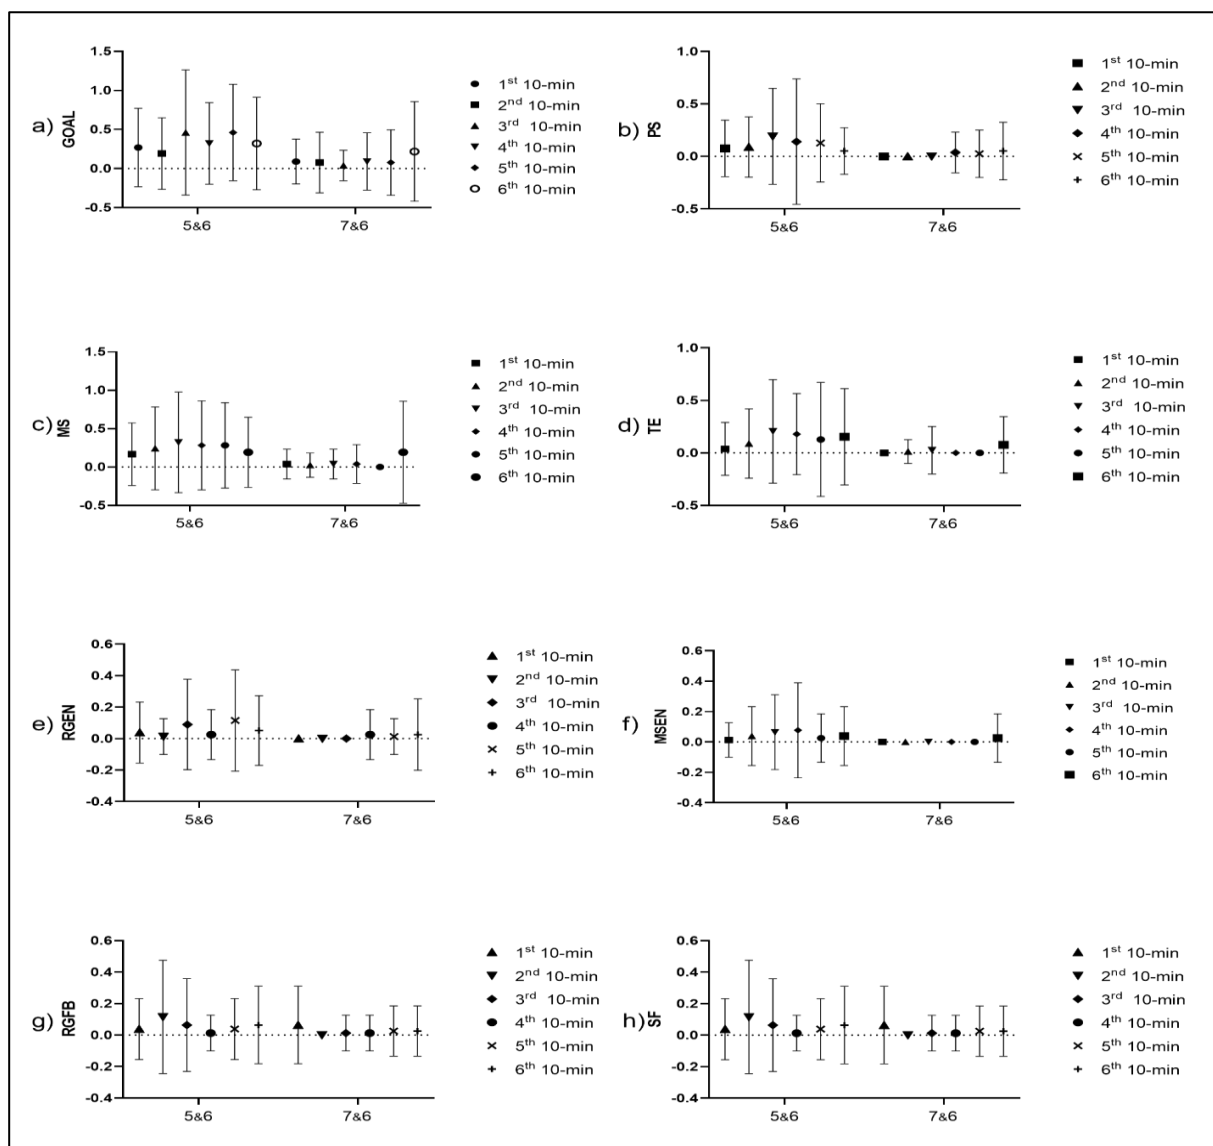 a)
GOAL
1.5
1.0
0.5
0.0
-0.5
5&6
7&6
1st 10-min
2nd 10-min
3rd 10-min
4th 10-min
5th 10-min
6th 10-min
b)
PS
1.0
0.5
0.0
-0.5
5&6
7&6
1st 10-min
2nd 10-min
3rd 10-min
4th 10-min
5th 10-min
6th 10-min
c)
MS
1.5
1.0
0.5
0.0
-0.5
5&6
7&6
1st 10-min
2nd 10-min
3rd 10-min
4th 10-min
5th 10-min
6th 10-min
d)
TE
1.0
0.5
0.0
-0.5
5&6
7&6
1st 10-min
2nd 10-min
3rd 10-min
4th 10-min
5th 10-min
6th 10-min
e)
RGEN
0.6
0.4
0.2
0.0
-0.2
-0.4
5&6
7&6
1st 10-min
2nd 10-min
3rd 10-min
4th 10-min
5th 10-min
6th 10-min
f)
MSEN
0.6
0.4
0.2
0.0
-0.2
-0.4
5&6
7&6
1st 10-min
2nd 10-min
3rd 10-min
4th 10-min
5th 10-min
6th 10-min
g)
RGFB
0.6
0.4
0.2
0.0
-0.2
-0.4
5&6
7&6
1st 10-min
2nd 10-min
3rd 10-min
4th 10-min
5th 10-min
6th 10-min
h)
SF
0.6
0.4
0.2
0.0
-0.2
-0.4
5&6
7&6
1st 10-min
2nd 10-min
3rd 10-min
4th 10-min
5th 10-min
6th 10-min